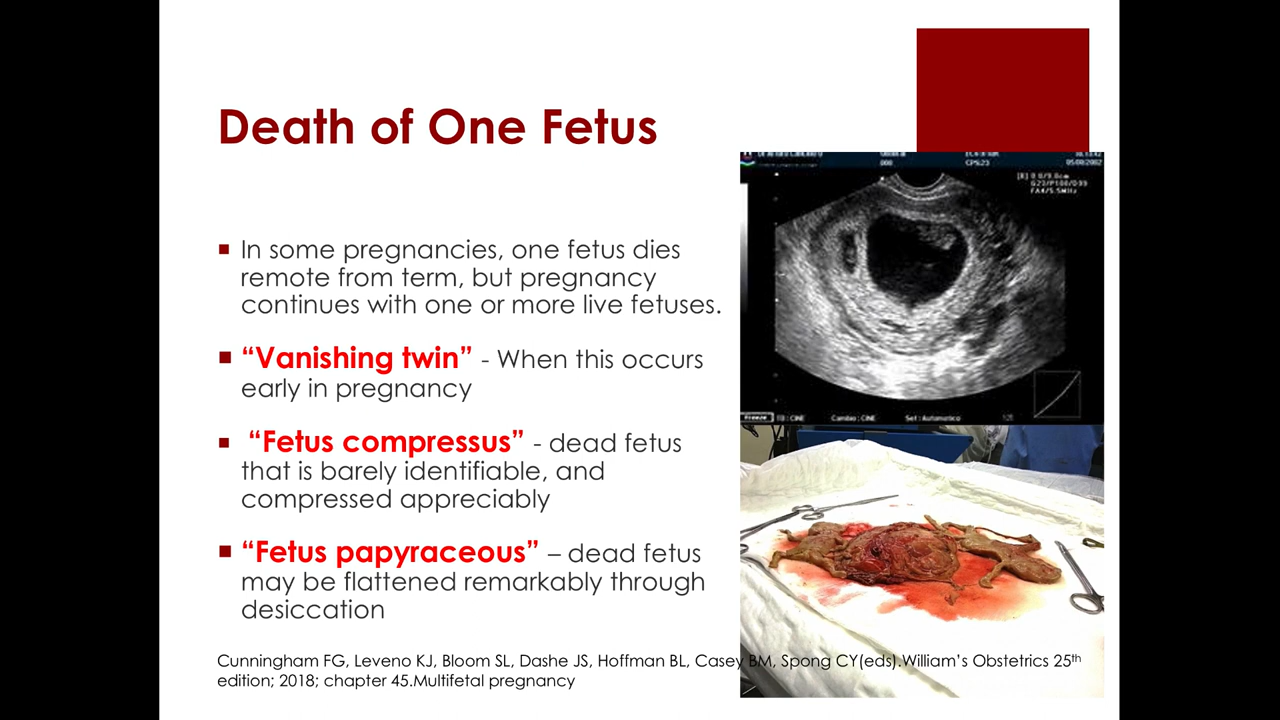 Death of One Fetus
■ In some pregnancies, one fetus dies
remote from term, but pregnancy
continues with one or more live fetuses.
■ “Vanishing twin” - When this occurs
early in pregnancy
■ “Fetus compressus” - dead fetus
that is barely identifiable, and
compressed appreciably
■ “Fetus papyraceous” – dead fetus
may be flattened remarkably through
desiccation
Cunningham FG, Leveno KJ, Bloom SL, Dashe JS, Hoffman BL, Casey BM, Spong CY(eds).William’s Obstetrics 25th
edition; 2018; chapter 45.Multifetal pregnancy
Freeze